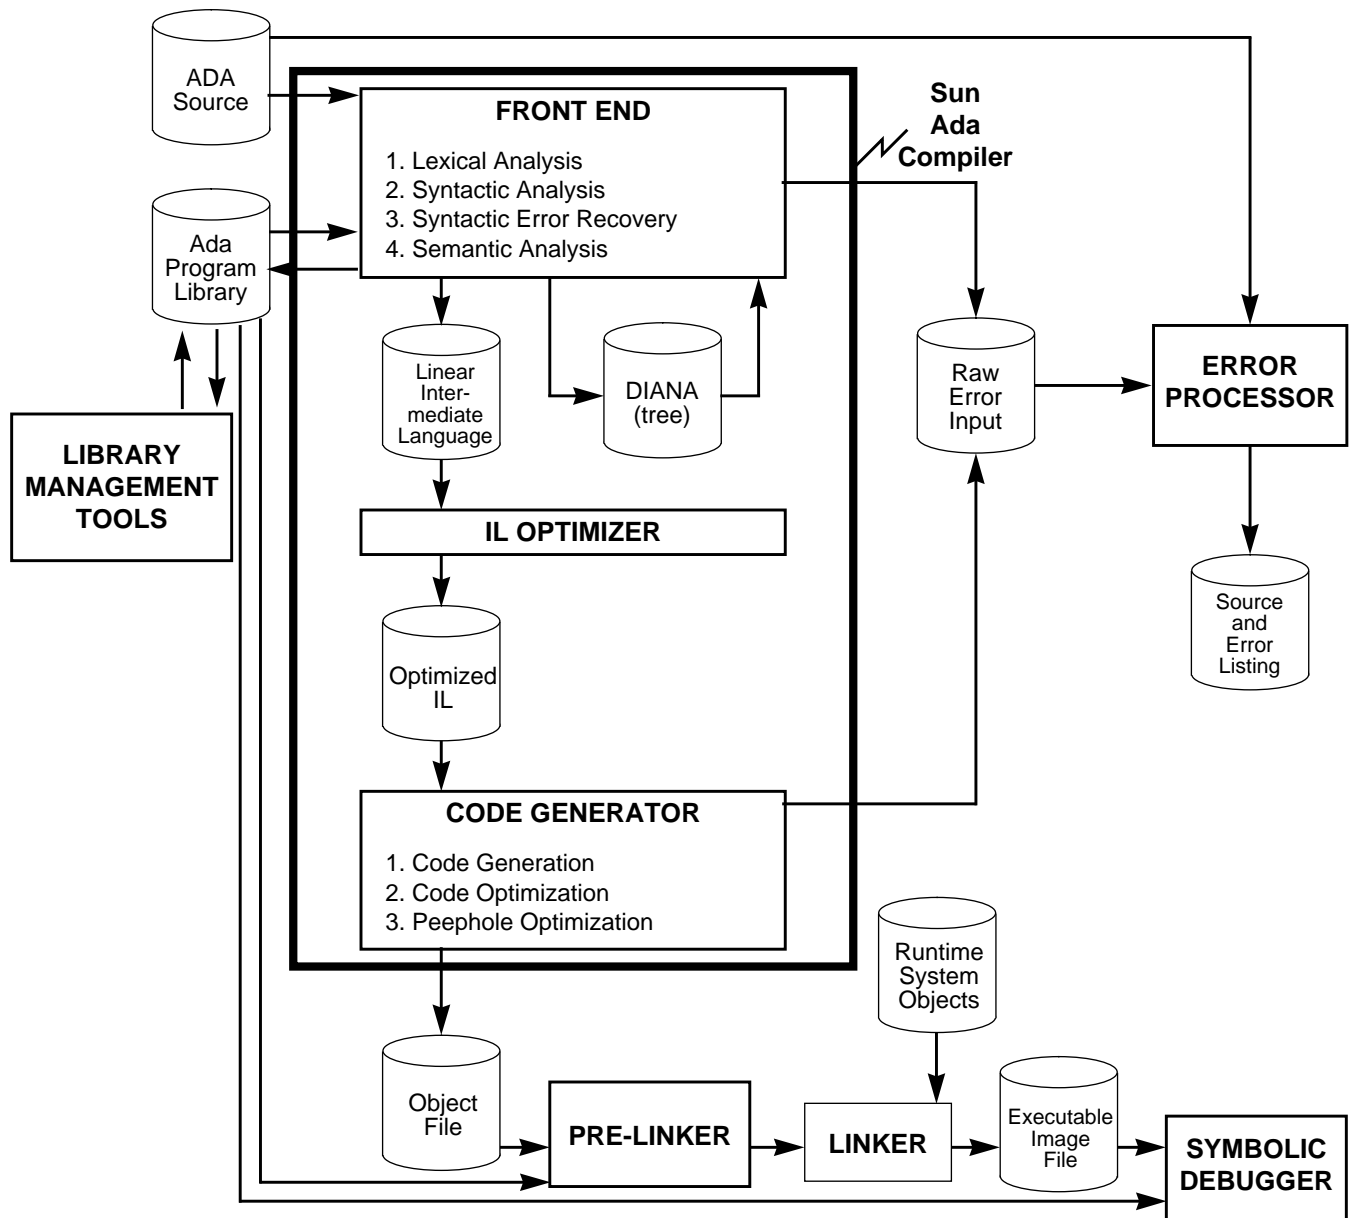 ADA
Source
FRONT END
1. Lexical Analysis
2. Syntactic Analysis
3. Syntactic Error Recovery
4. Semantic Analysis
Sun
Ada
Compiler
Ada
Program
Library
Linear
Inter-
mediate
Language
DIANA
(tree)
Raw
Error
Input
ERROR
PROCESSOR
LIBRARY
MANAGEMENT
TOOLS
IL OPTIMIZER
Optimized
IL
Source
and
Error
Listing
CODE GENERATOR
1. Code Generation
2. Code Optimization
3. Peephole Optimization
Runtime
System
Objects
Object
File
PRE-LINKER
LINKER
Executable
Image
File
SYMBOLIC
DEBUGGER